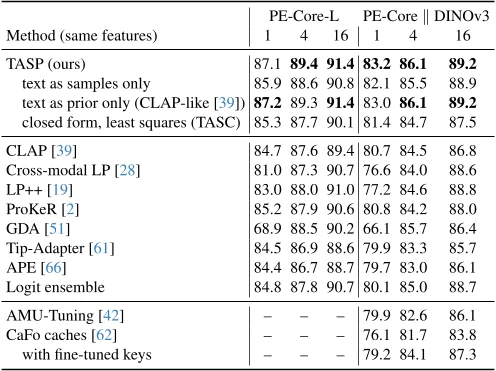 PE-Core-L PE-Core ∥ DINOv3
Method (same features) 1 4 16 1 4 16
TASP (ours) 87.1 89.4 91.4 83.2 86.1 89.2
text as samples only 85.9 88.6 90.8 82.1 85.5 88.9
text as prior only (CLAP-like [39]) 87.2 89.3 91.4 83.0 86.1 89.2
closed form, least squares (TASC) 85.3 87.7 90.1 81.4 84.7 87.5
CLAP [39] 84.7 87.6 89.4 80.7 84.5 86.8
Cross-modal LP [28] 81.0 87.3 90.7 76.6 84.0 88.6
LP++ [19] 83.0 88.0 91.0 77.2 84.6 88.8
ProKeR [2] 85.2 87.9 90.6 80.8 84.2 88.0
GDA [51] 68.9 88.5 90.2 66.1 85.7 86.4
Tip-Adapter [61] 84.5 86.9 88.6 79.9 83.3 85.7
APE [66] 84.4 86.7 88.7 79.7 83.0 86.1
Logit ensemble 84.8 87.8 90.7 80.1 85.0 88.7
AMU-Tuning [42] – – – 79.9 82.6 86.1
CaFo caches [62] – – – 76.1 81.7 83.8
with fine-tuned keys – – – 79.2 84.1 87.3